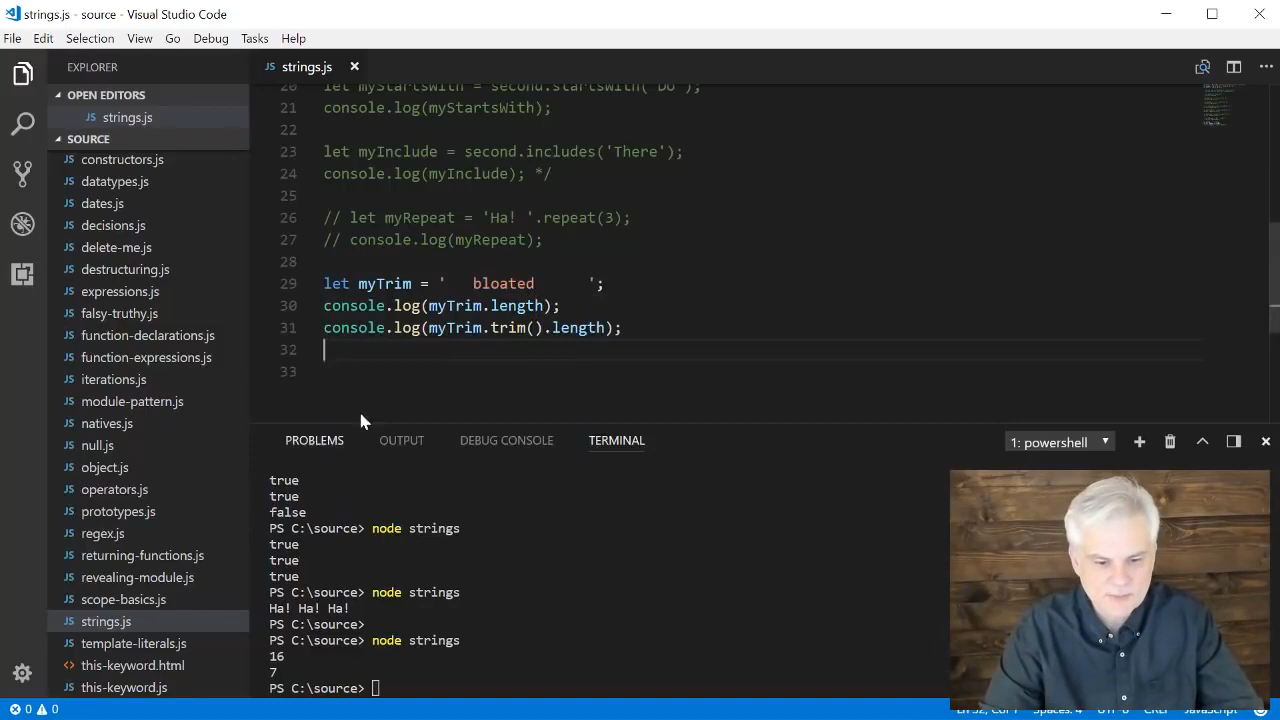 strings.js - source - Visual Studio Code
File Edit Selection View Go Debug Tasks Help
EXPLORER
OPEN EDITORS
JS strings.js
SOURCE
JS constructors.js
JS datatypes.js
JS dates.js
JS decisions.js
JS delete-me.js
JS destructuring.js
JS expressions.js
JS falsy-truthy.js
JS function-declarations.js
JS function-expressions.js
JS iterations.js
JS module-pattern.js
JS natives.js
JS null.js
JS object.js
JS operators.js
JS prototypes.js
JS regex.js
JS returning-functions.js
JS revealing-module.js
JS scope-basics.js
JS strings.js
JS template-literals.js
<> this-keyword.html
JS this-keyword.js
JS strings.js
20 let myStartsWith = second.startsWith('Do');
21 console.log(myStartsWith);
22
23 let myInclude = second.includes('There');
24 console.log(myInclude); */
25
26 // let myRepeat = 'Ha! '.repeat(3);
27 // console.log(myRepeat);
28
29 let myTrim = '   bloated      ';
30 console.log(myTrim.length);
31 console.log(myTrim.trim().length);
32
33
PROBLEMS OUTPUT DEBUG CONSOLE TERMINAL 1: powershell
true
true
false
PS C:\source> node strings
true
true
true
PS C:\source> node strings
Ha! Ha! Ha!
PS C:\source>
PS C:\source> node strings
16
7
PS C:\source>
0 0